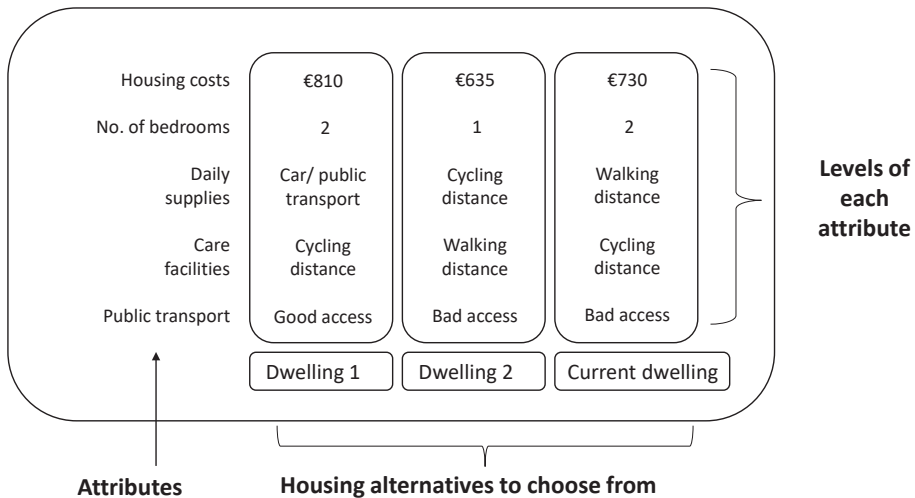 Housing costs €810 €635 €730
No. of bedrooms 2 1 2
Daily Car/ public Cycling Walking
supplies transport distance distance
Care Cycling Walking Cycling
facilities distance distance distance
Public transport Good access Bad access Bad access
Dwelling 1 Dwelling 2 Current dwelling
Levels of
each
attribute
Attributes Housing alternatives to choose from